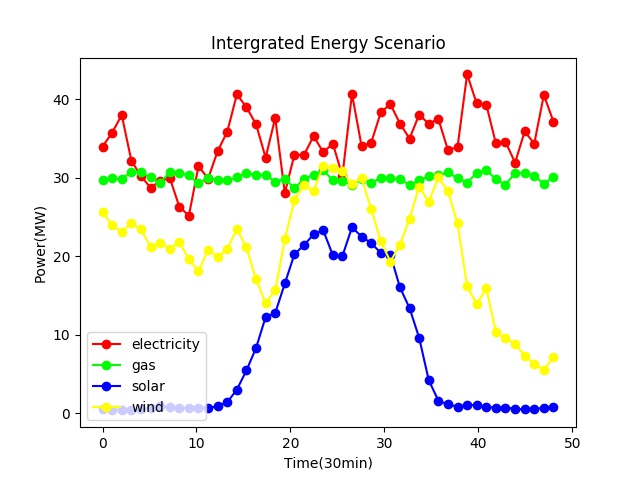 Intergrated Energy Scenario
Power(MW)
40
30
20
10
0
electricity
gas
solar
wind
0 10 20 30 40 50
Time(30min)